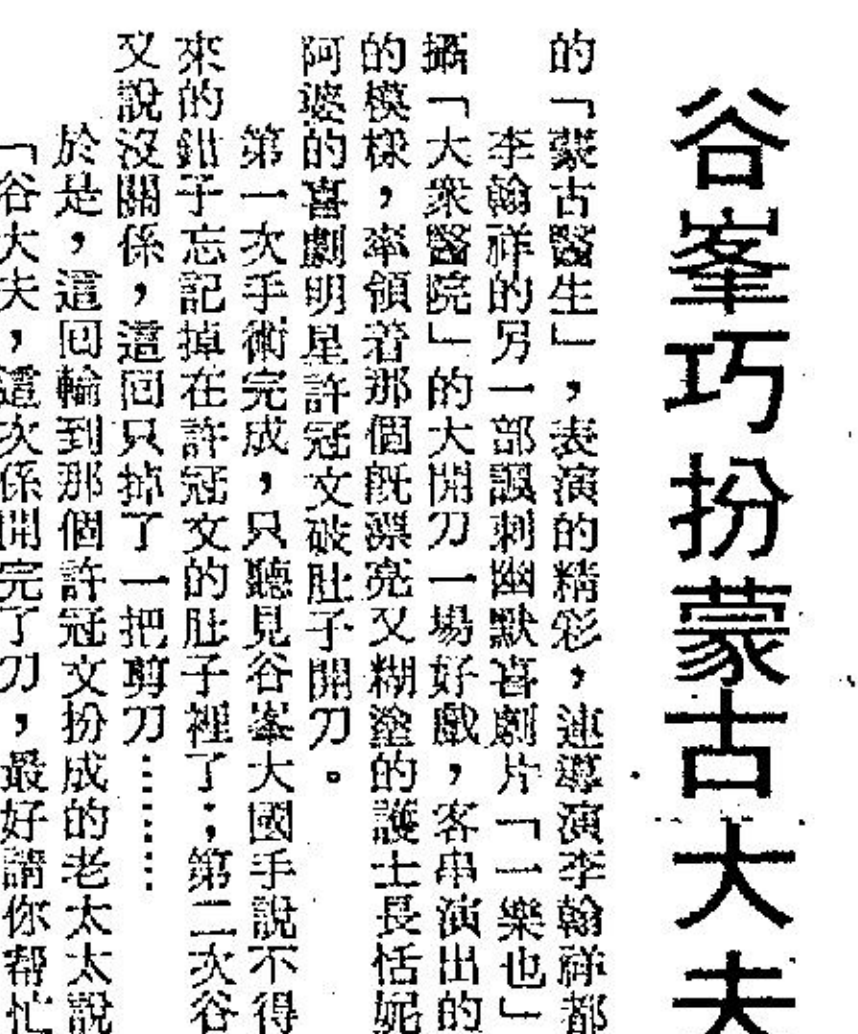 谷峯巧扮蒙古大夫
的「蒙古醫生」，表演的精彩，連導演李翰祥都
李翰祥的另一部諷刺幽默喜劇片「一樂也」
攝「大衆醫院」的大開刀一場好戲，客串演出的
的模樣，率領着那個既漂亮又糊塗的護士長恬妮
阿婆的喜劇明星許冠文破肚子開刀。
第一次手術完成，只聽見谷峯大國手說不得
來的鉗子忘記掉在許冠文的肚子裡了；第二次谷
又說沒關係，這回只掉了一把剪刀⋯⋯
於是，這回輪到那個許冠文扮成的老太太說
「谷大夫，這次係開完了刀，最好請你帮忙